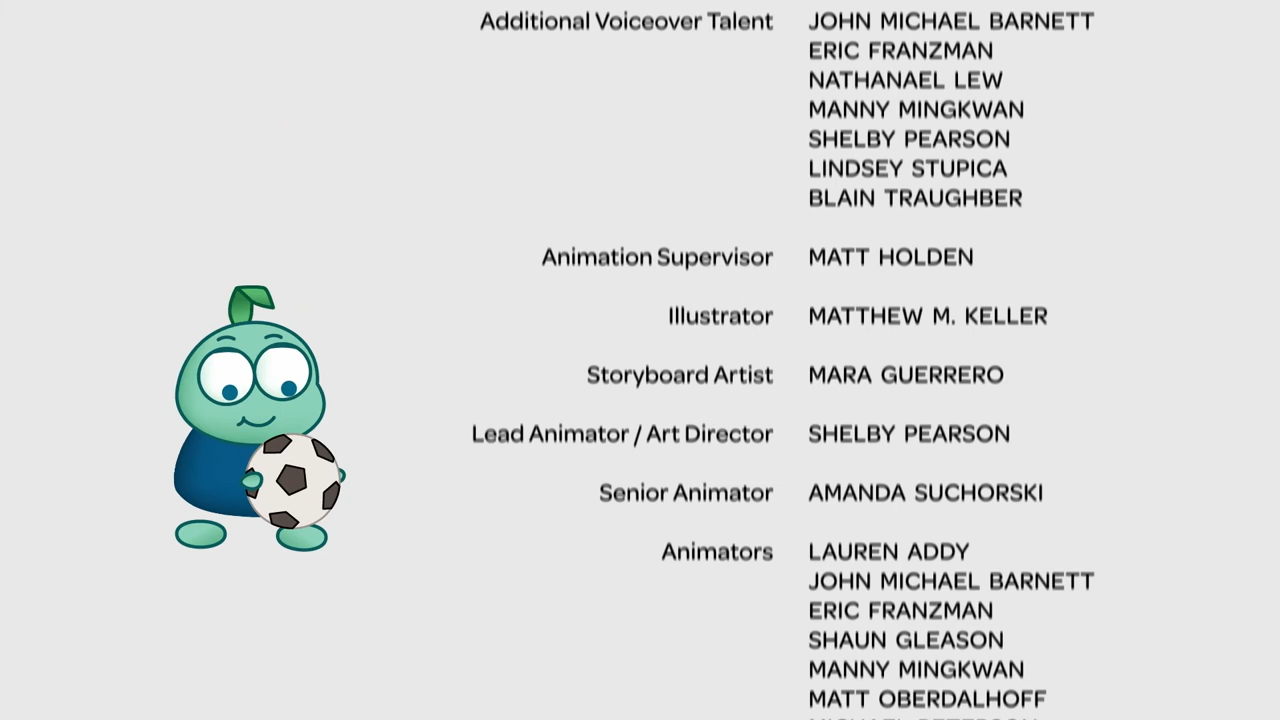 Additional Voiceover Talent JOHN MICHAEL BARNETT
ERIC FRANZMAN
NATHANAEL LEW
MANNY MINGKWAN
SHELBY PEARSON
LINDSEY STUPICA
BLAIN TRAUGHBER
Animation Supervisor MATT HOLDEN
Illustrator MATTHEW M. KELLER
Storyboard Artist MARA GUERRERO
Lead Animator / Art Director SHELBY PEARSON
Senior Animator AMANDA SUCHORSKI
Animators LAUREN ADDY
JOHN MICHAEL BARNETT
ERIC FRANZMAN
SHAUN GLEASON
MANNY MINGKWAN
MATT OBERDALHOFF